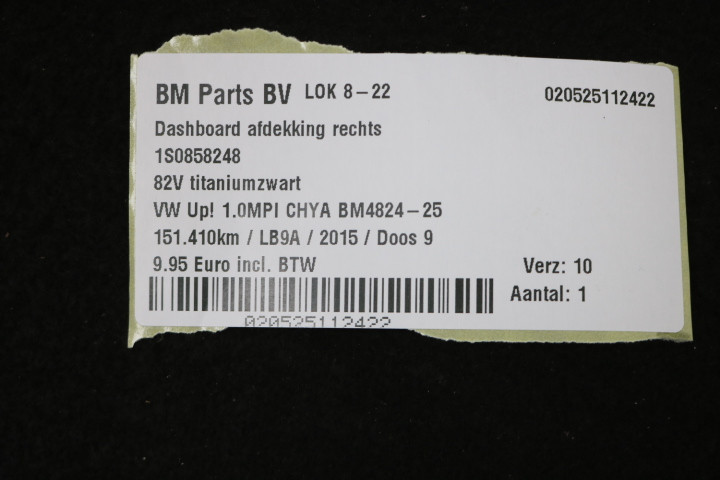 BM Parts BV LOK 8-22 020525112422
Dashboard afdekking rechts
1S0858248
82V titaniumzwart
VW Up! 1.0MPI CHYA BM4824-25
151.410km / LB9A / 2015 / Doos 9
9.95 Euro incl. BTW Verz: 10
Aantal: 1
020525112422